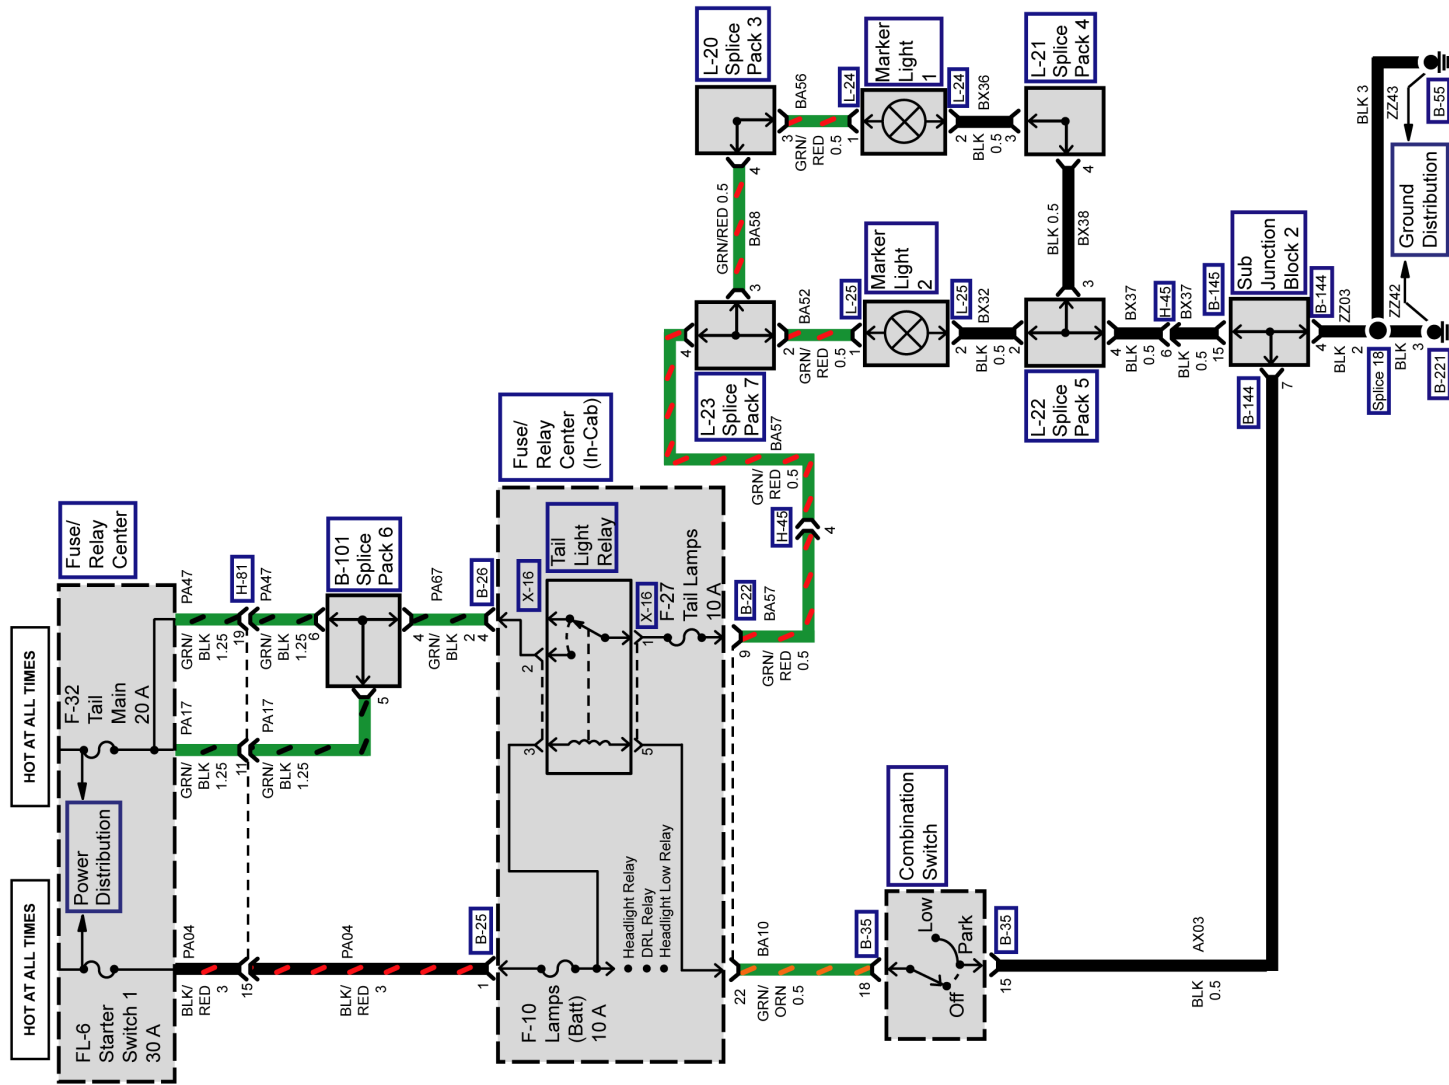 HOT AT ALL TIMES
HOT AT ALL TIMES
FL-6
Starter
Switch 1
30 A
Power
Distribution
F-32
Tail
Main
20 A
Fuse/
Relay
Center
BLK/
RED
3
PA04
15
BLK/
RED
3
PA04
GRN/
BLK
1.25
PA17
11
GRN/
BLK
1.25
PA17
GRN/
BLK
1.25
PA47
19
H-81
GRN/
BLK
1.25
PA47
6
5
B-101
Splice
Pack 6
4
GRN/
BLK
2
PA67
4
B-26
1
B-25
Fuse/
Relay
Center
(In-Cab)
F-10
Lamps
(Batt)
10 A
Headlight Relay
DRL Relay
Headlight Low Relay
3
2
X-16
Tail
Light
Relay
5
1
X-16
F-27
Tail Lamps
10 A
22
9
B-22
GRN/
ORN
0.5
BA10
18
B-35
Combination
Switch
Off
Low
Park
15
B-35
BLK
0.5
AX03
GRN/
RED
0.5
BA57
H-45
4
GRN/
RED
0.5
BA57
4
L-23
Splice
Pack 7
3
GRN/RED 0.5
BA58
4
L-20
Splice
Pack 3
2
GRN/
RED
0.5
BA52
1
L-25
Marker
Light
2
2
L-25
BLK
0.5
BX32
2
3
GRN/
RED
0.5
BA56
1
L-24
Marker
Light
1
2
L-24
BLK
0.5
BX36
3
L-21
Splice
Pack 4
4
BLK 0.5
BX38
3
L-22
Splice
Pack 5
4
BLK
0.5
BX37
6
H-45
BLK
0.5
BX37
15
B-145
Sub
Junction
Block 2
7
B-144
4
B-144
BLK
2
ZZ03
Splice 18
BLK 3
ZZ43
B-55
BLK
3
ZZ42
B-221
Ground
Distribution